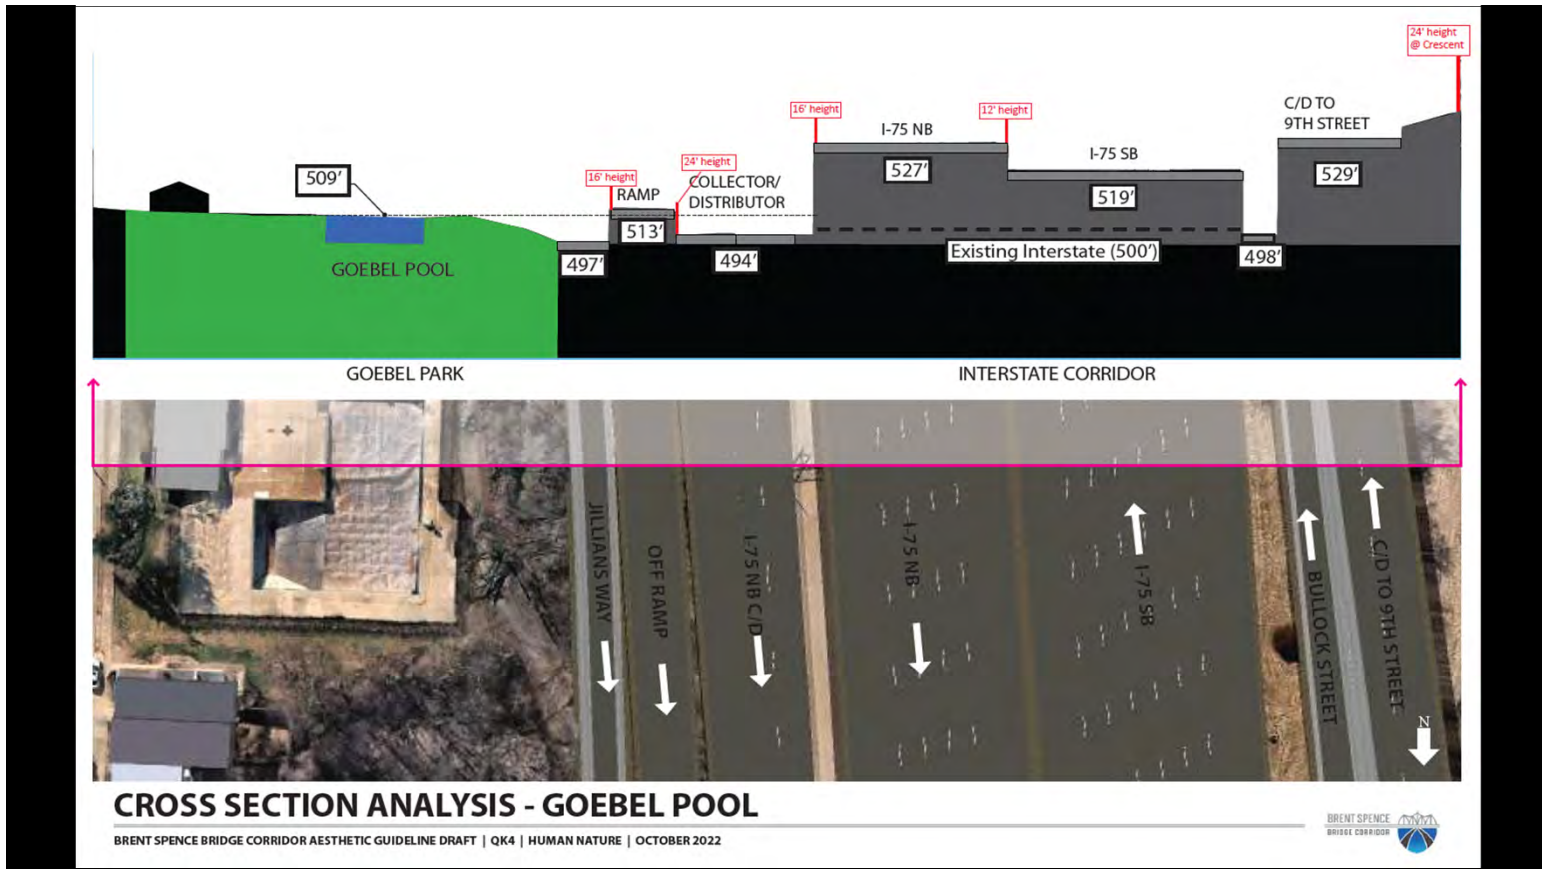 24' height
@ Crescent
C/D TO
9TH STREET
16' height
12' height
I-75 NB
I-75 SB
527'
519'
529'
509'
16' height
24' height
RAMP
COLLECTOR/
DISTRIBUTOR
513'
497'
494'
Existing Interstate (500')
498'
GOEBEL POOL
GOEBEL PARK
INTERSTATE CORRIDOR
JILLIANS WAY
OFF RAMP
I-75 NB C/D
I-75 NB
I-75 SB
BULLOCK STREET
C/D TO 9TH STREET
N
CROSS SECTION ANALYSIS - GOEBEL POOL
BRENT SPENCE BRIDGE CORRIDOR AESTHETIC GUIDELINE DRAFT | QK4 | HUMAN NATURE | OCTOBER 2022
BRENT SPENCE
BRIDGE CORRIDOR